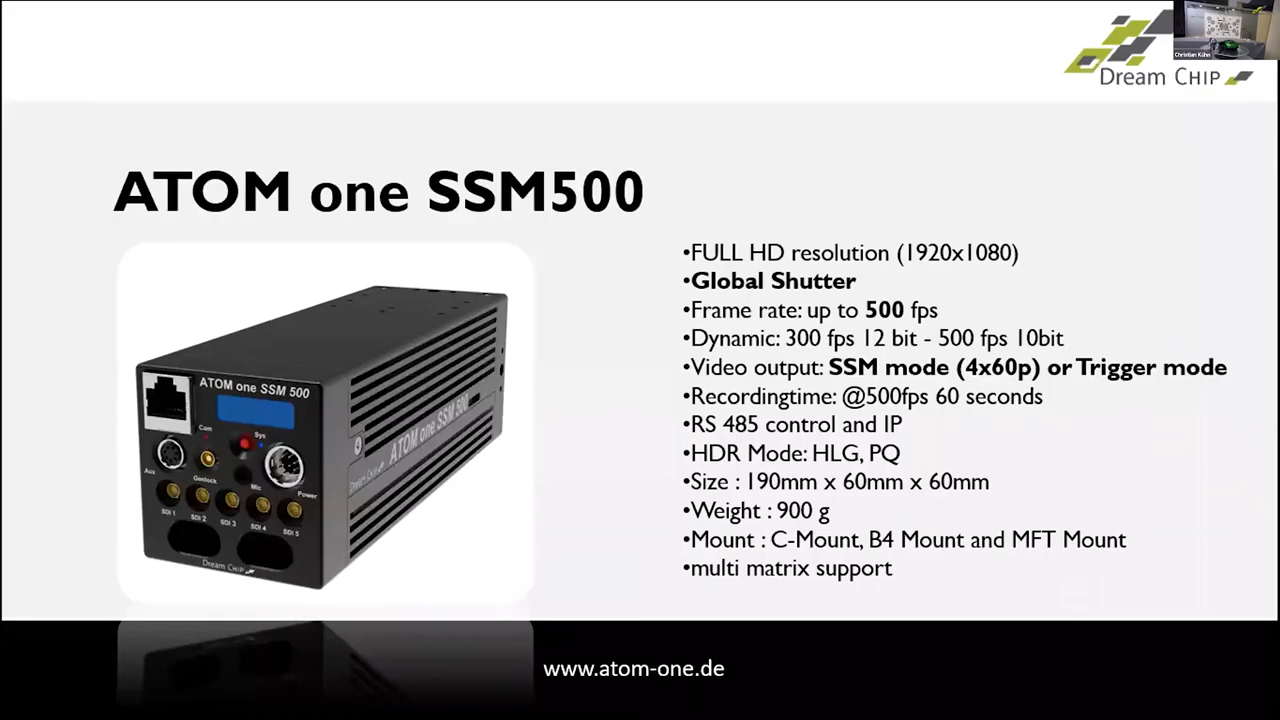 Christian Kühn
Dream CHIP
ATOM one SSM500
•FULL HD resolution (1920x1080)
•Global Shutter
•Frame rate: up to 500 fps
•Dynamic: 300 fps 12 bit - 500 fps 10bit
•Video output: SSM mode (4x60p) or Trigger mode
•Recordingtime: @500fps 60 seconds
•RS 485 control and IP
•HDR Mode: HLG, PQ
•Size : 190mm x 60mm x 60mm
•Weight : 900 g
•Mount : C-Mount, B4 Mount and MFT Mount
•multi matrix support
ATOM one SSM 500
Cam
Sys
Aux
Genlock
Mic
Power
SDI 1
SDI 2
SDI 3
SDI 4
SDI 5
Dream CHIP
Dream CHIP
ATOM one SSM 500
www.atom-one.de